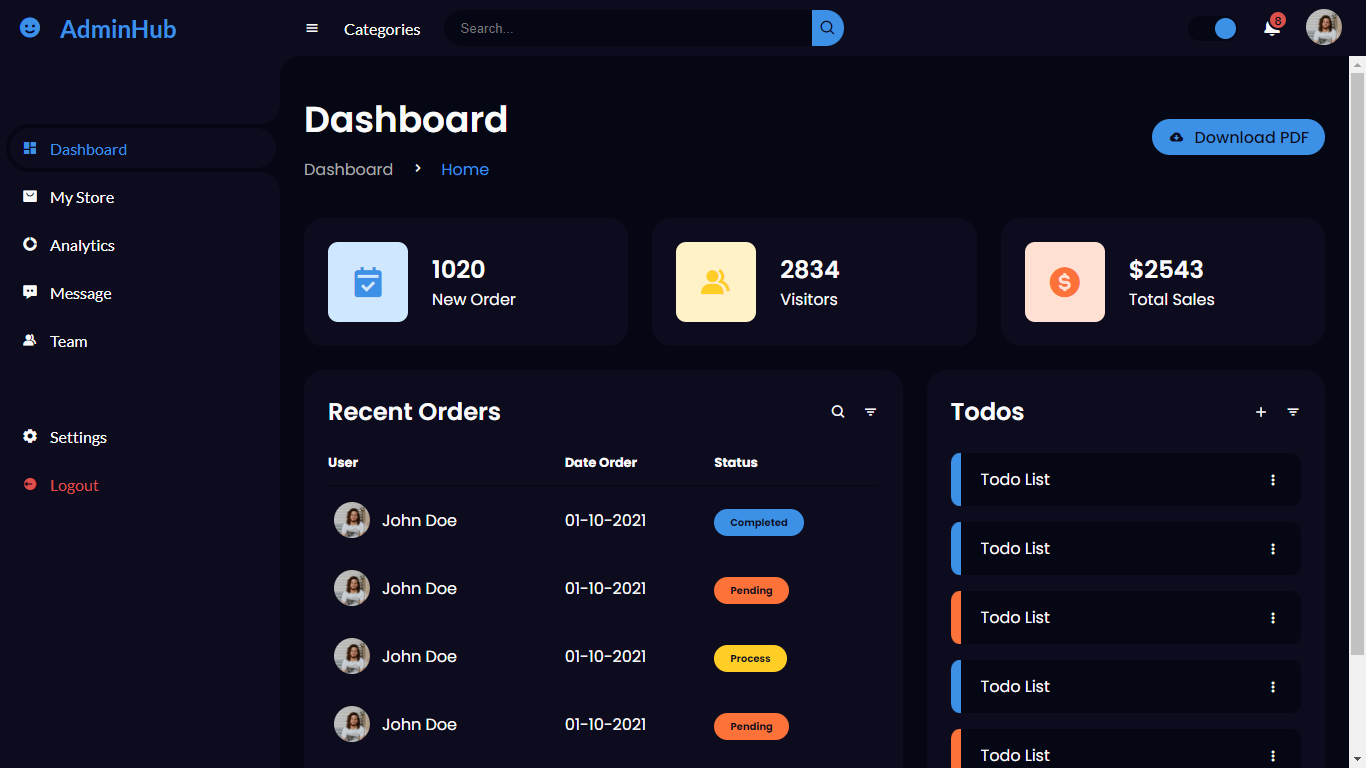 AdminHub
Categories
Search...
8
Dashboard
My Store
Analytics
Message
Team
Settings
Logout
Dashboard
Dashboard
Home
Download PDF
1020
New Order
2834
Visitors
$2543
Total Sales
Recent Orders
User Date Order Status
John Doe 01-10-2021 Completed
John Doe 01-10-2021 Pending
John Doe 01-10-2021 Process
John Doe 01-10-2021 Pending
Todos
Todo List
Todo List
Todo List
Todo List
Todo List